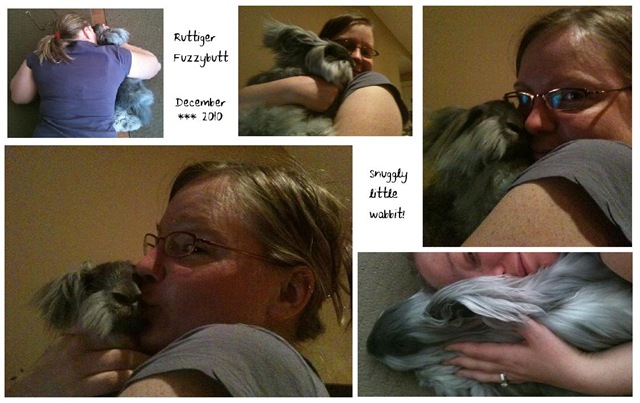 Ruttiger
Fuzzybutt
December
*** 2010
Snuggly
little
wabbit!